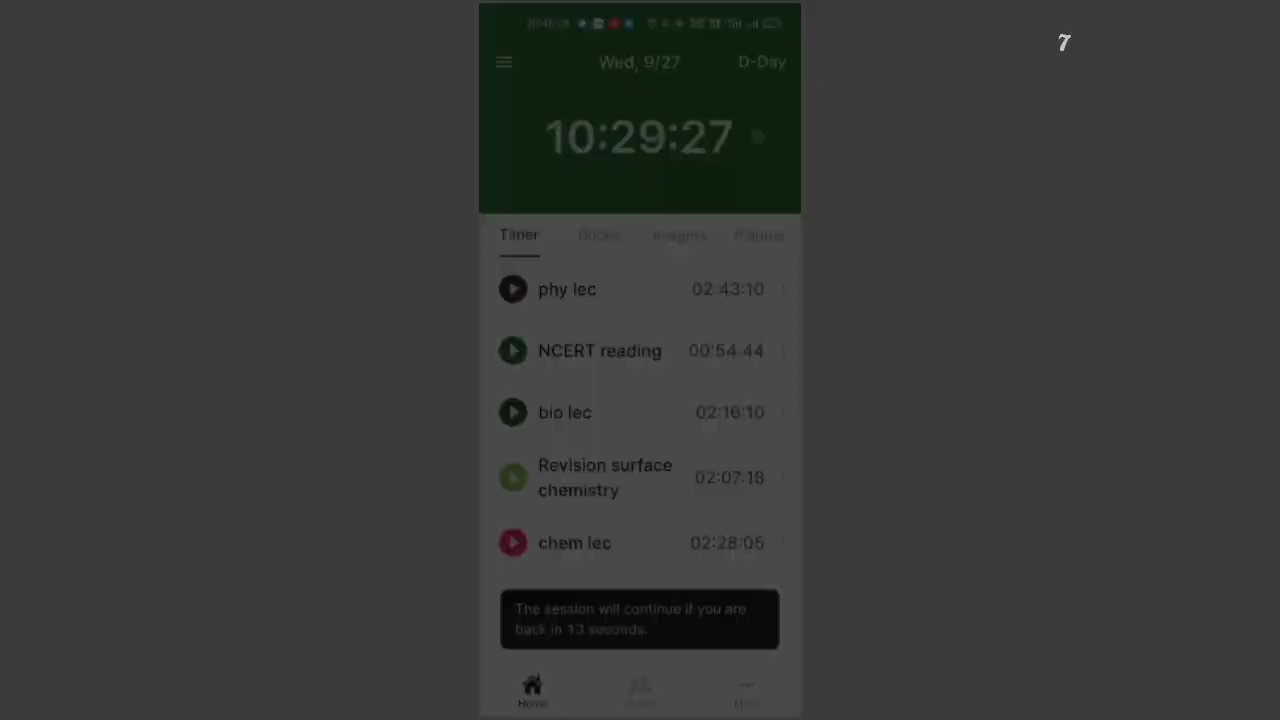 7
Wed, 9/27
D-Day
10:29:27
Timer
Insights
phy lec 02:43:10
NCERT reading 00:54:44
bio lec 02:16:10
Revision surface
chemistry
02:07:18
chem lec 02:28:05
The session will continue if you are
back in 13 seconds.
Home